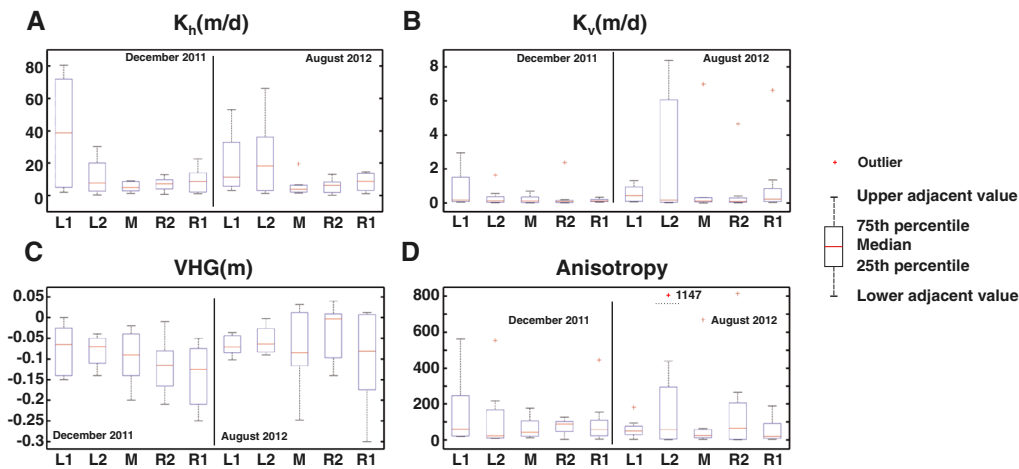 A
K_h(m/d)
December 2011
August 2012
80
60
40
20
0
L1 L2 M R2 R1 L1 L2 M R2 R1
B
K_v(m/d)
December 2011
August 2012
8
6
4
2
0
L1 L2 M R2 R1 L1 L2 M R2 R1
Outlier
Upper adjacent value
75th percentile
Median
25th percentile
Lower adjacent value
C
VHG(m)
0.05
0
-0.05
-0.1
-0.15
-0.2
-0.25
-0.3
December 2011
August 2012
L1 L2 M R2 R1 L1 L2 M R2 R1
D
Anisotropy
1147
December 2011
August 2012
800
600
400
200
100
0
L1 L2 M R2 R1 L1 L2 M R2 R1